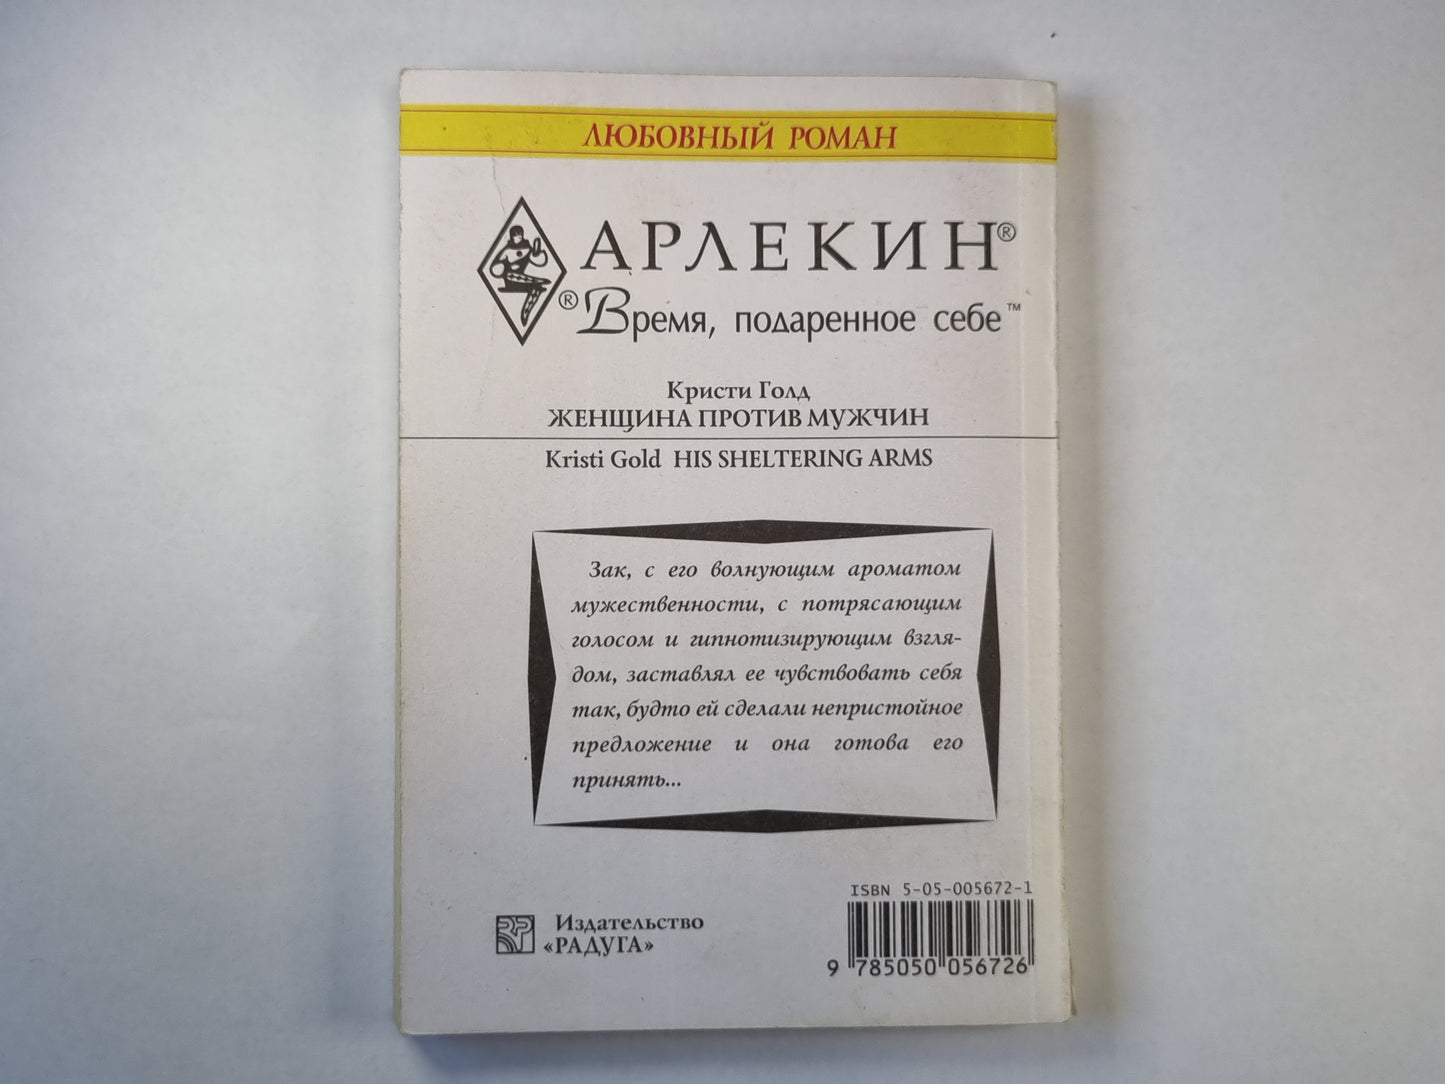 ЛЮБОВНЫЙ РОМАН
АРЛЕКИН®
® Время, подаренное себе™
Кристи Голд
ЖЕНЩИНА ПРОТИВ МУЖЧИН
Kristi Gold HIS SHELTERING ARMS
Зак, с его волнующим ароматом
мужественности, с потрясающим
голосом и гипнотизирующим взгля-
дом, заставлял ее чувствовать себя
так, будто ей сделали непристойное
предложение и она готова его
принять...
ISBN 5-05-005672-1
Издательство
«РАДУГА»
9 785050 056726